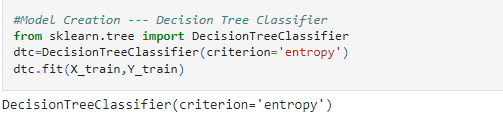 #Model Creation --- Decision Tree Classifier
from sklearn.tree import DecisionTreeClassifier
dtc=DecisionTreeClassifier(criterion='entropy')
dtc.fit(X_train,Y_train)
DecisionTreeClassifier(criterion='entropy')